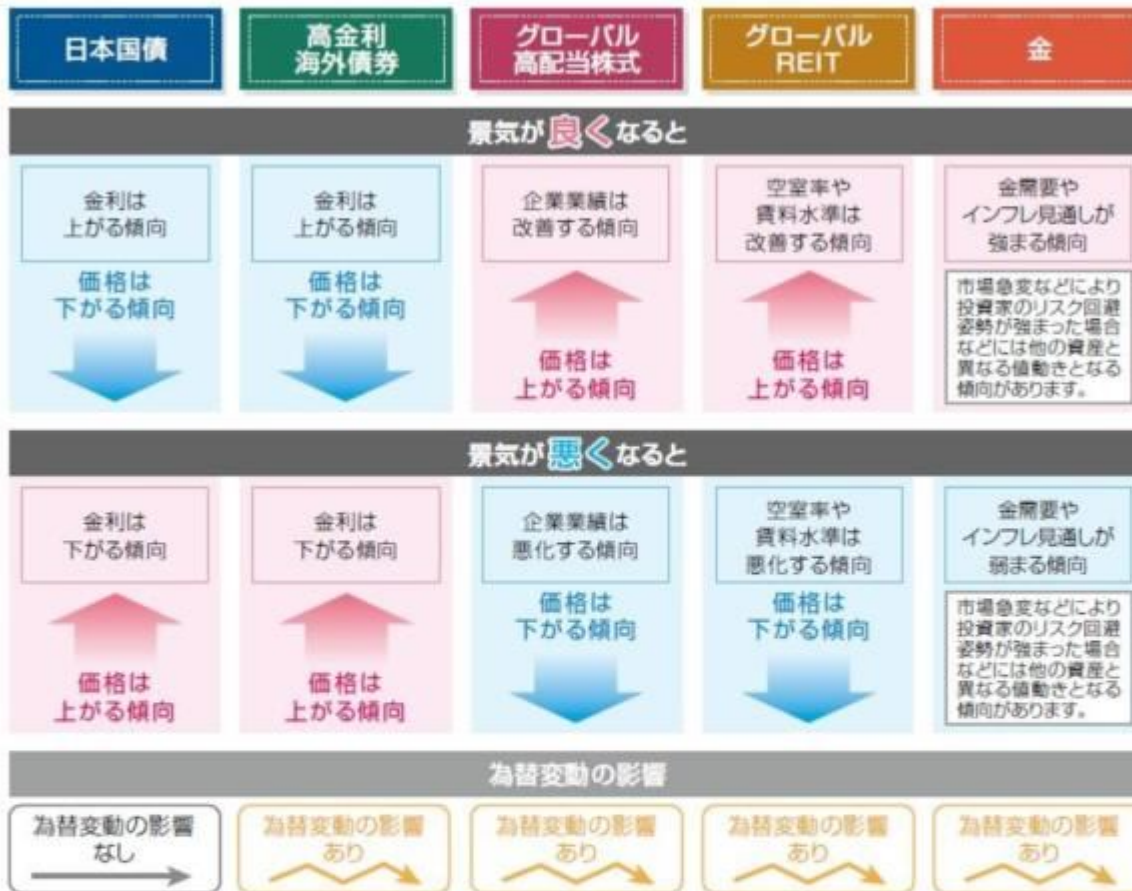 日本国債
高金利
海外債券
グローバル
高配当株式
グローバル
REIT
金
景気が良くなると
金利は
上がる傾向
価格は
下がる傾向
金利は
上がる傾向
価格は
下がる傾向
企業業績は
改善する傾向
価格は
上がる傾向
空室率や
賃料水準は
改善する傾向
価格は
上がる傾向
金需要や
インフレ見通しが
強まる傾向
市場急変などにより
投資家のリスク回避
姿勢が強まった場合
などには他の資産と
異なる値動きとなる
傾向があります。
景気が悪くなると
金利は
下がる傾向
価格は
上がる傾向
金利は
下がる傾向
価格は
上がる傾向
企業業績は
悪化する傾向
価格は
下がる傾向
空室率や
賃料水準は
悪化する傾向
価格は
下がる傾向
金需要や
インフレ見通しが
弱まる傾向
市場急変などにより
投資家のリスク回避
姿勢が強まった場合
などには他の資産と
異なる値動きとなる
傾向があります。
為替変動の影響
為替変動の影響
なし
為替変動の影響
あり
為替変動の影響
あり
為替変動の影響
あり
為替変動の影響
あり